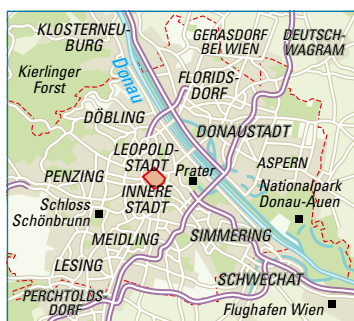 KLOSTERNEU-
BURG
GERASDORF
BEI WIEN
DEUTSCH-
WAGRAM
Kierlinger
Forst
Donau
FLORIDS-
DORF
DÖBLING
DONAUSTADT
LEOPOLD-
STADT
PENZING
Prater
ASPERN
INNERE
STADT
Nationalpark
Donau-Auen
Schloss
Schönbrunn
MEIDLING
SIMMERING
LESING
SCHWECHAT
PERCHTOLDS-
DORF
Flughafen Wien